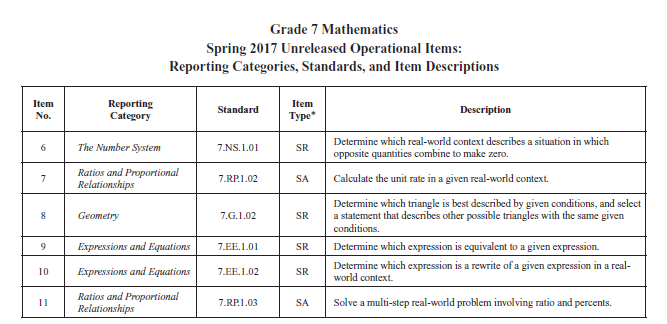 Grade 7 Mathematics
Spring 2017 Unreleased Operational Items:
Reporting Categories, Standards, and Item Descriptions
Item No. Reporting Category Standard Item Type* Description
6 The Number System 7.NS.1.01 SR Determine which real-world context describes a situation in which
opposite quantities combine to make zero.
7 Ratios and Proportional Relationships 7.RP.1.02 SA Calculate the unit rate in a given real-world context.
8 Geometry 7.G.1.02 SR Determine which triangle is best described by given conditions, and select
a statement that describes other possible triangles with the same given
conditions.
9 Expressions and Equations 7.EE.1.01 SR Determine which expression is equivalent to a given expression.
10 Expressions and Equations 7.EE.1.02 SR Determine which expression is a rewrite of a given expression in a real-
world context.
11 Ratios and Proportional Relationships 7.RP.1.03 SA Solve a multi-step real-world problem involving ratio and percents.